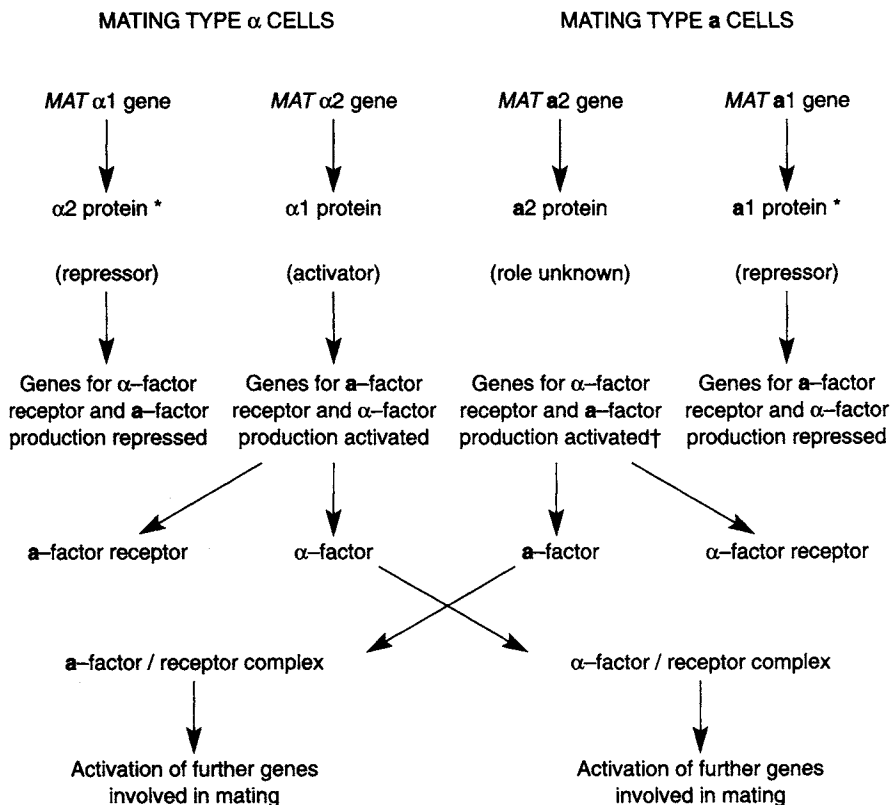 MATING TYPE α CELLS
MATING TYPE a CELLS
MAT α1 gene
MAT α2 gene
MAT a2 gene
MAT a1 gene
α2 protein *
α1 protein
a2 protein
a1 protein *
(repressor)
(activator)
(role unknown)
(repressor)
Genes for α–factor
receptor and a–factor
production repressed
Genes for a–factor
receptor and α–factor
production activated
Genes for α–factor
receptor and a–factor
production activated†
Genes for a–factor
receptor and α–factor
production repressed
a–factor receptor
α–factor
a–factor
α–factor receptor
a–factor / receptor complex
α–factor / receptor complex
Activation of further genes
involved in mating
Activation of further genes
involved in mating